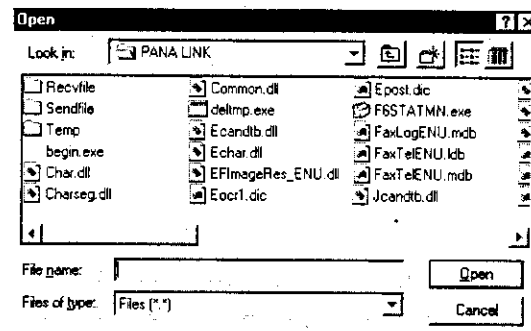 Open
Look in: PANA LINK
Recvfile Common.dll Epost.dic
Sendfile deltmp.exe F6STATMN.exe
Temp Ecandtb.dll FaxLogENU.mdb
begin.exe Echar.dll FaxTelENU.ldb
Char.dll EFImageRes_ENU.dll FaxTelENU.mdb
Charseg.dll Eocr1.dic Jcandtb.dll
File name: Open
Files of type: Files (*.*) Cancel